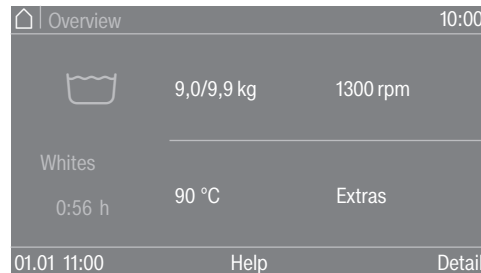 Overview 10:00
9,0/9,9 kg 1300 rpm
Whites
90 °C Extras
0:56 h
01.01 11:00 Help Detail